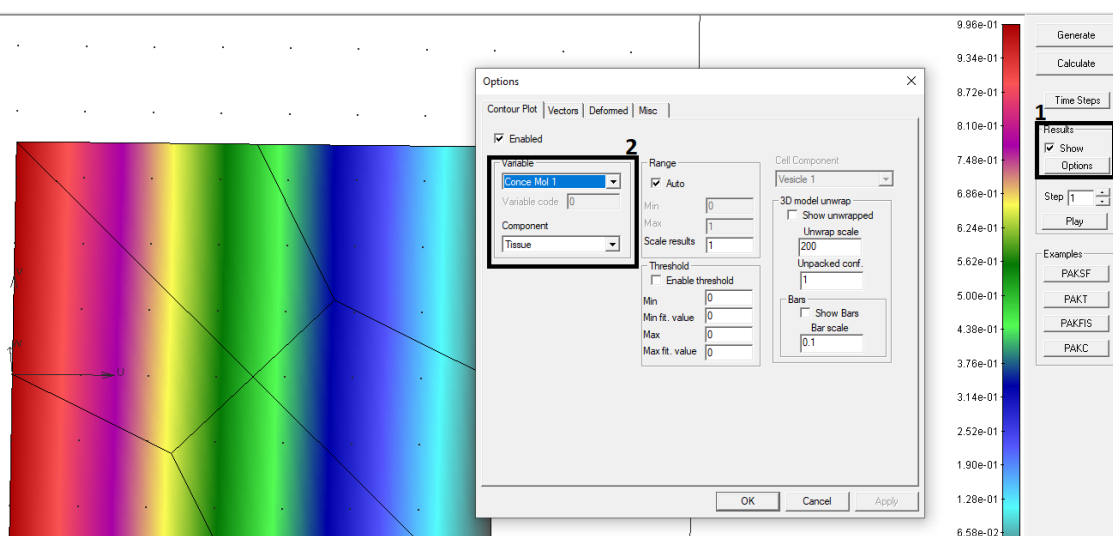 Options
Contour Plot
Vectors
Deformed
Misc
Enabled
2
Variable
Conce Mol 1
Variable code 0
Component
Tissue
Range
Auto
Min 0
Max 1
Scale results 1
Threshold
Enable threshold
Min 0
Min fit. value 0
Max 0
Max fit. value 0
Cell Component
Vesicle 1
3D model unwrap
Show unwrapped
Unwrap scale
200
Unpacked conf.
1
Bars
Show Bars
Bar scale
0.1
OK
Cancel
Apply
U
9.96e-01
9.34e-01
8.72e-01
8.10e-01
7.48e-01
6.86e-01
6.24e-01
5.62e-01
5.00e-01
4.38e-01
3.76e-01
3.14e-01
2.52e-01
1.90e-01
1.28e-01
6.58e-02
Generate
Calculate
Time Steps
1
Results
Show
Options
Step 1
Play
Examples
PAKSF
PAKT
PAKFIS
PAKC